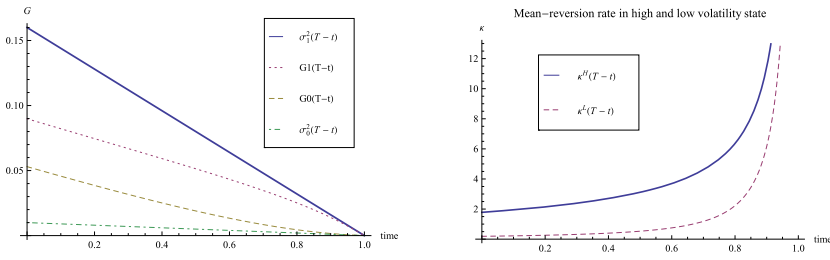 G
0.15
0.10
0.05
0.2
0.4
0.6
0.8
1.0
time
σ₁²(T − t)
G1(T−t)
G0(T−t)
σ₀²(T − t)
Mean−reversion rate in high and low volatility state
κ
12
10
8
6
4
2
0.2
0.4
0.6
0.8
1.0
time
κᴴ(T − t)
κᴸ(T − t)